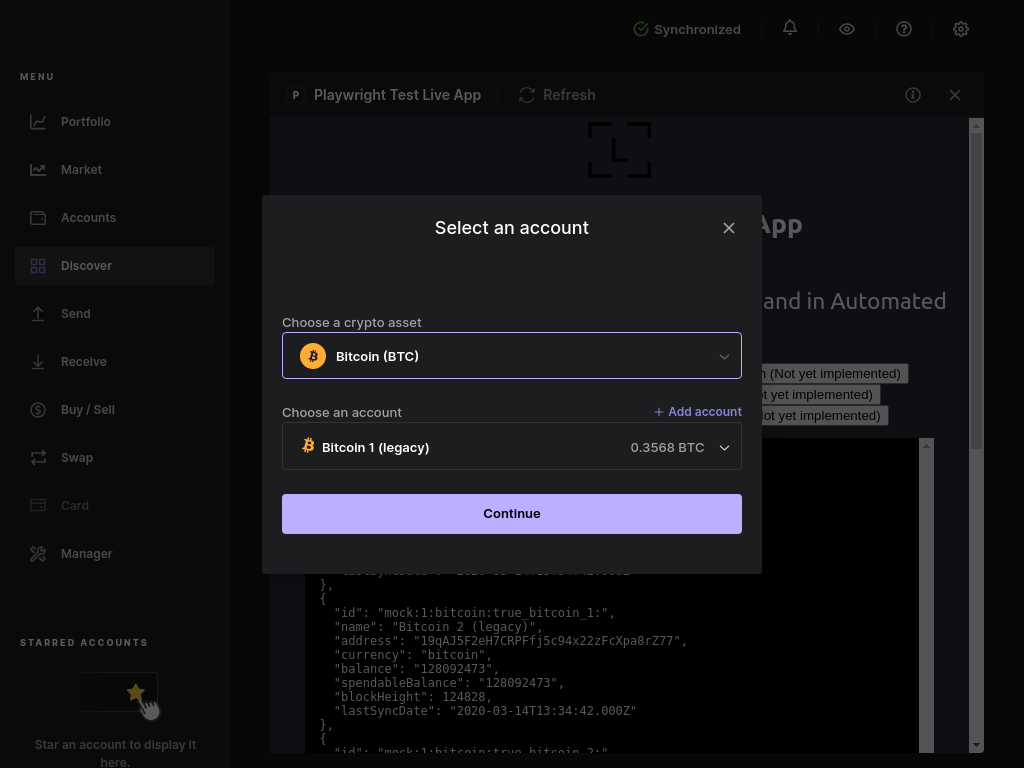 Synchronized
MENU
Portfolio
Market
Accounts
Discover
Send
Receive
Buy / Sell
Swap
Card
Manager
STARRED ACCOUNTS
Star an account to display it
here.
P Playwright Test Live App
Refresh
L
App
and in Automated
(Not yet implemented)
yet implemented)
yet implemented)
Select an account
Choose a crypto asset
Bitcoin (BTC)
Choose an account
+ Add account
Bitcoin 1 (legacy) 0.3568 BTC
Continue
},
{
"id": "mock:1:bitcoin:true_bitcoin_1:",
"name": "Bitcoin 2 (legacy)",
"address": "19qAJ5F2eH7CRPFfj5c94x22zFcXpa8rZ77",
"currency": "bitcoin",
"balance": "128092473",
"spendableBalance": "128092473",
"blockHeight": 124828,
"lastSyncDate": "2020-03-14T13:34:42.000Z"
},
{
"id": "mock:1:bitcoin:true_bitcoin_2:",